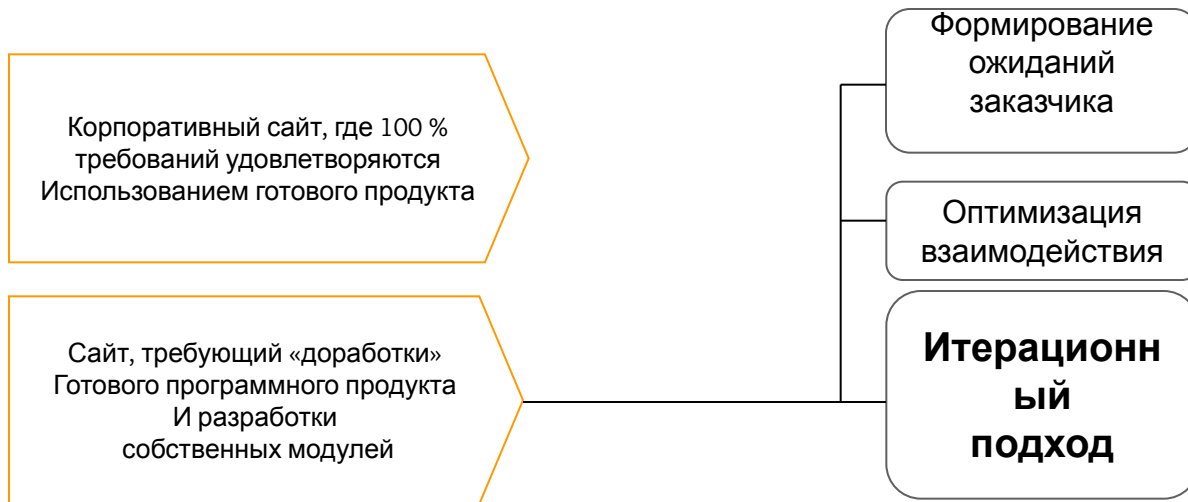 Корпоративный сайт, где 100 %
требований удовлетворяются
Использованием готового продукта
Сайт, требующий «доработки»
Готового программного продукта
И разработки
собственных модулей
Формирование
ожиданий
заказчика
Оптимизация
взаимодействия
Итерационн
ый
подход